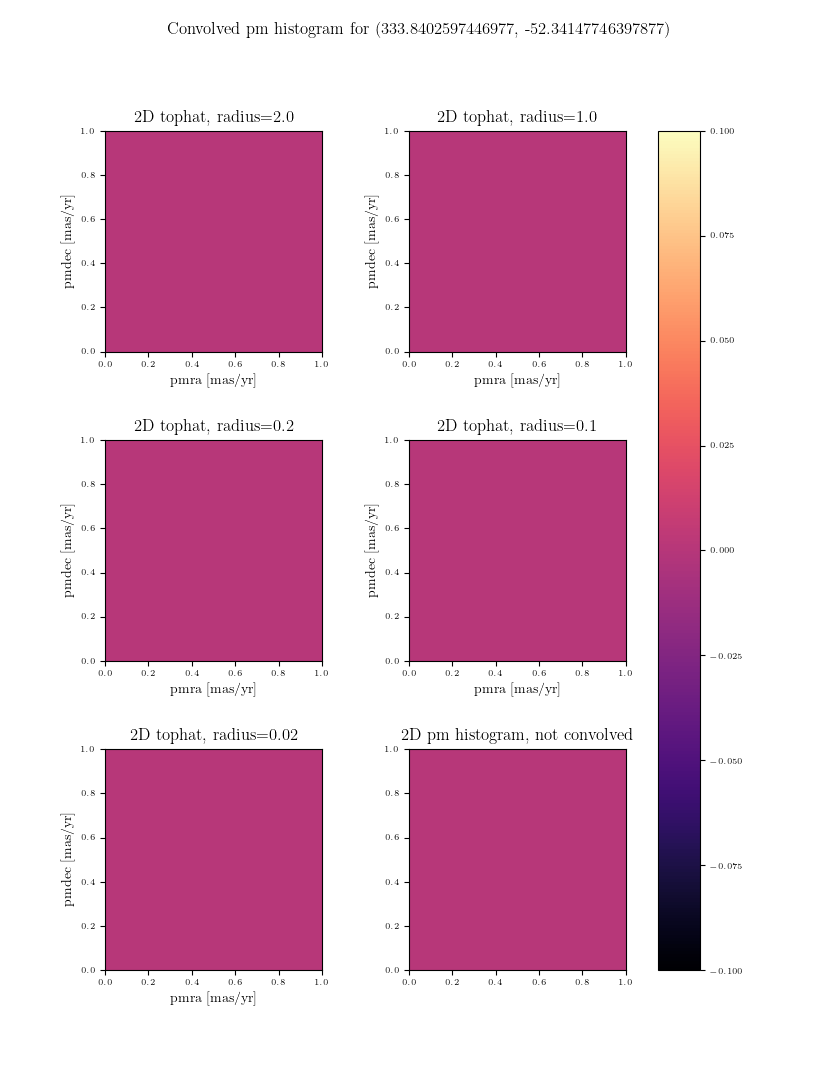 Convolved pm histogram for (333.8402597446977, -52.34147746397877)
2D tophat, radius=2.0
1.0
0.8
0.6
0.4
0.2
0.0
pmdec [mas/yr]
0.0 0.2 0.4 0.6 0.8 1.0
pmra [mas/yr]
2D tophat, radius=1.0
1.0
0.8
0.6
0.4
0.2
0.0
pmdec [mas/yr]
0.0 0.2 0.4 0.6 0.8 1.0
pmra [mas/yr]
2D tophat, radius=0.2
1.0
0.8
0.6
0.4
0.2
0.0
pmdec [mas/yr]
0.0 0.2 0.4 0.6 0.8 1.0
pmra [mas/yr]
2D tophat, radius=0.1
1.0
0.8
0.6
0.4
0.2
0.0
pmdec [mas/yr]
0.0 0.2 0.4 0.6 0.8 1.0
pmra [mas/yr]
2D tophat, radius=0.02
1.0
0.8
0.6
0.4
0.2
0.0
pmdec [mas/yr]
0.0 0.2 0.4 0.6 0.8 1.0
pmra [mas/yr]
2D pm histogram, not convolved
1.0
0.8
0.6
0.4
0.2
0.0
0.0 0.2 0.4 0.6 0.8 1.0
0.100
0.075
0.050
0.025
0.000
−0.025
−0.050
−0.075
−0.100